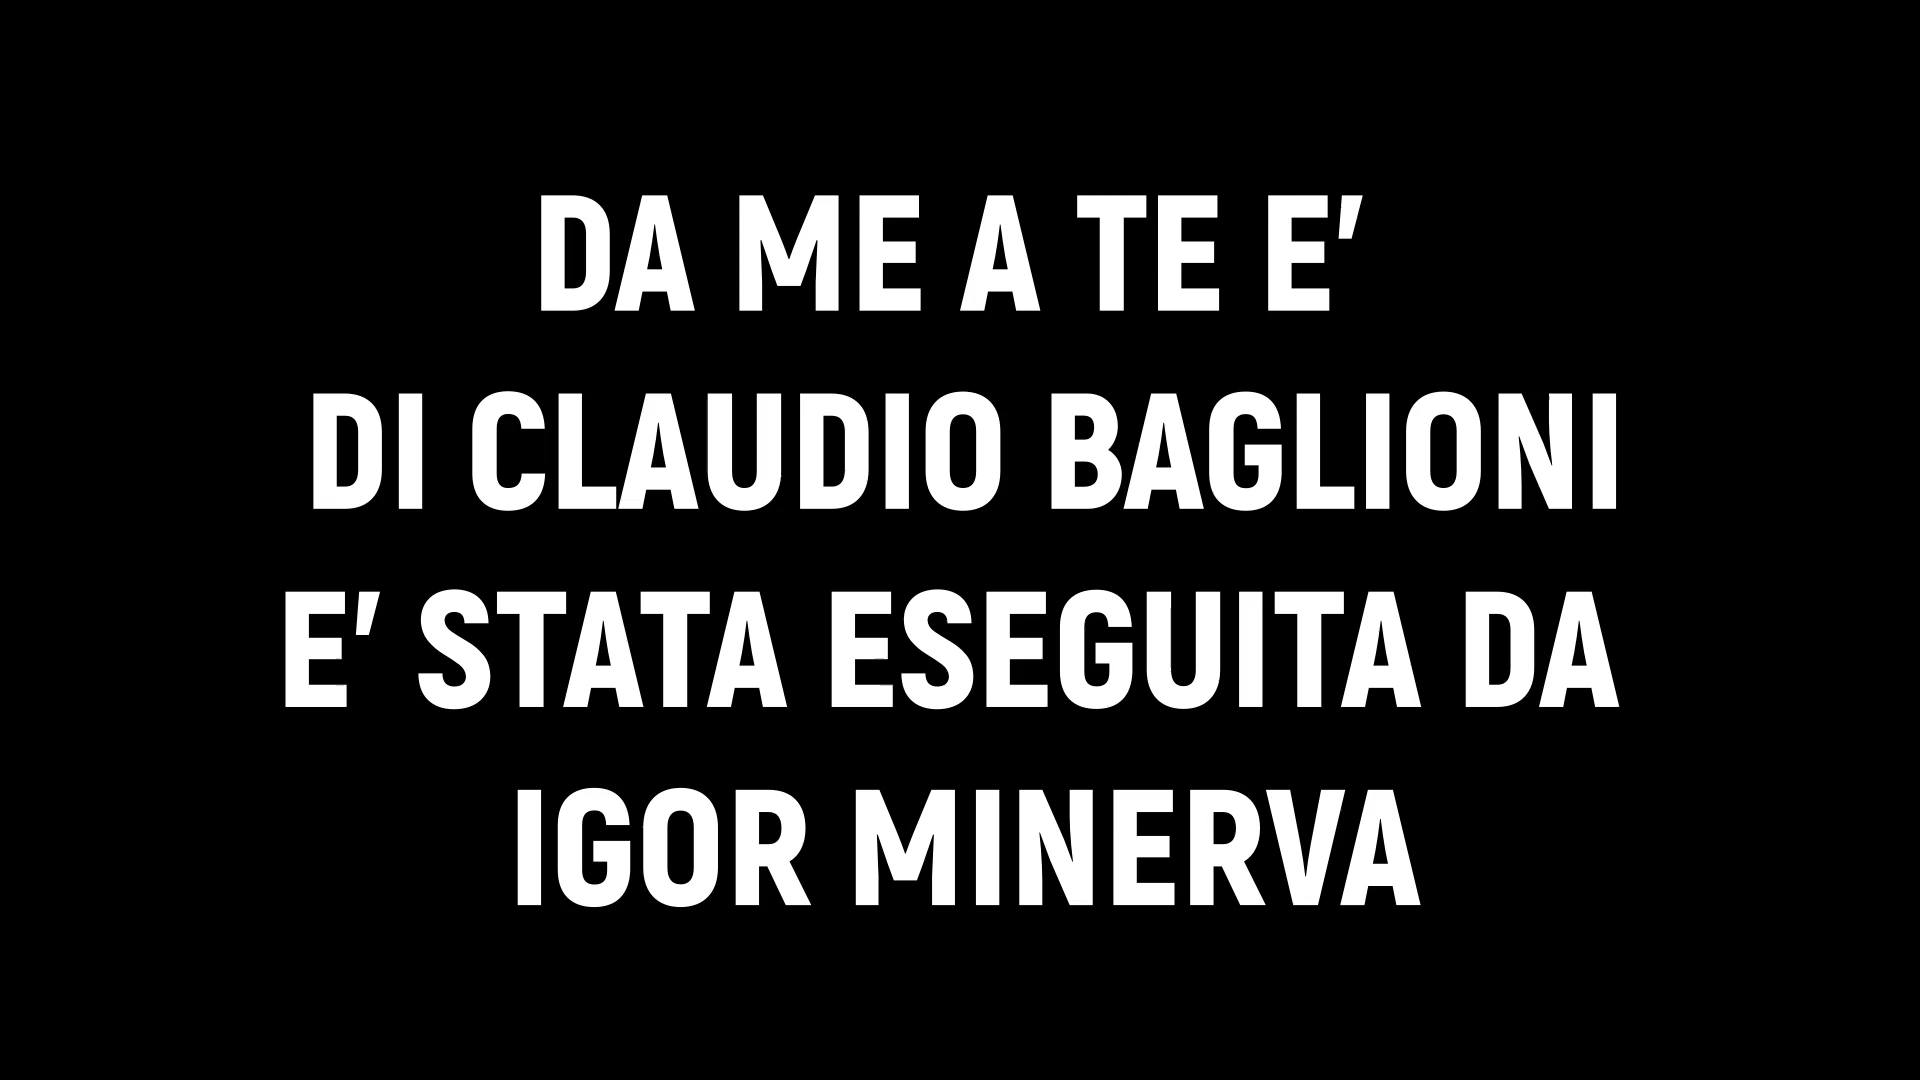 DA ME A TE E'
DI CLAUDIO BAGLIONI
E' STATA ESEGUITA DA
IGOR MINERVA